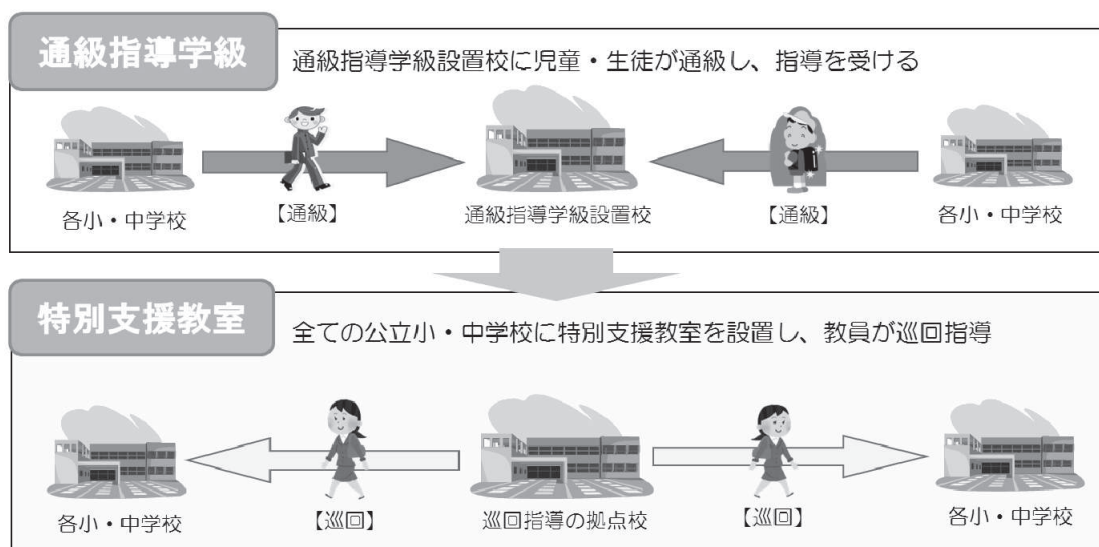 通級指導学級
通級指導学級設置校に児童・生徒が通級し、指導を受ける
【通級】
【通級】
各小・中学校
通級指導学級設置校
各小・中学校
特別支援教室
全ての公立小・中学校に特別支援教室を設置し、教員が巡回指導
各小・中学校
【巡回】
巡回指導の拠点校
【巡回】
各小・中学校